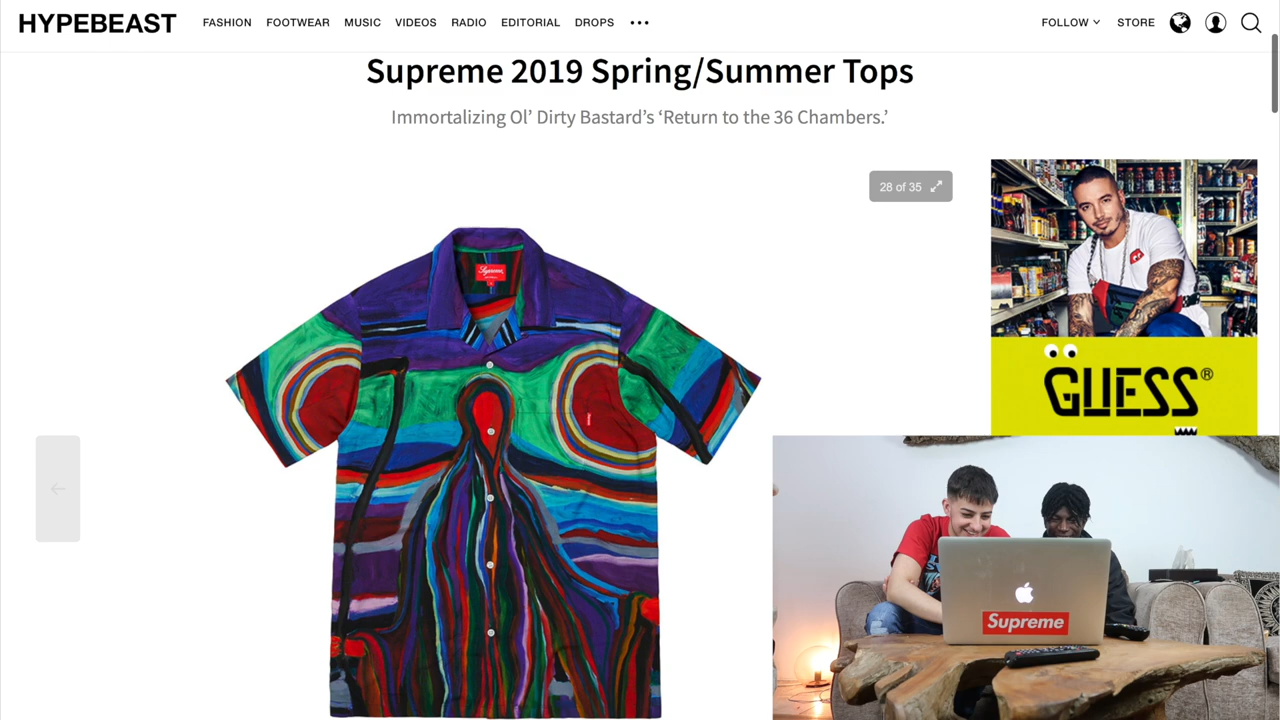 HYPEBEAST
FASHION FOOTWEAR MUSIC VIDEOS RADIO EDITORIAL DROPS
FOLLOW STORE
Supreme 2019 Spring/Summer Tops
Immortalizing Ol’ Dirty Bastard’s ‘Return to the 36 Chambers.’
28 of 35
Supreme
GUESS®
Supreme